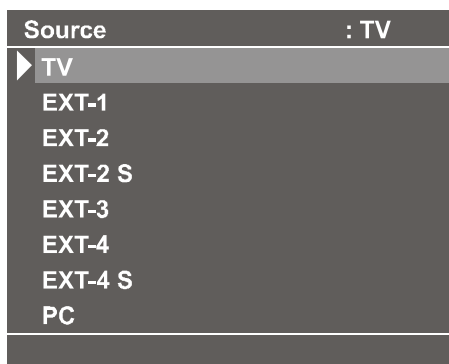 Source : TV
TV
EXT-1
EXT-2
EXT-2 S
EXT-3
EXT-4
EXT-4 S
PC